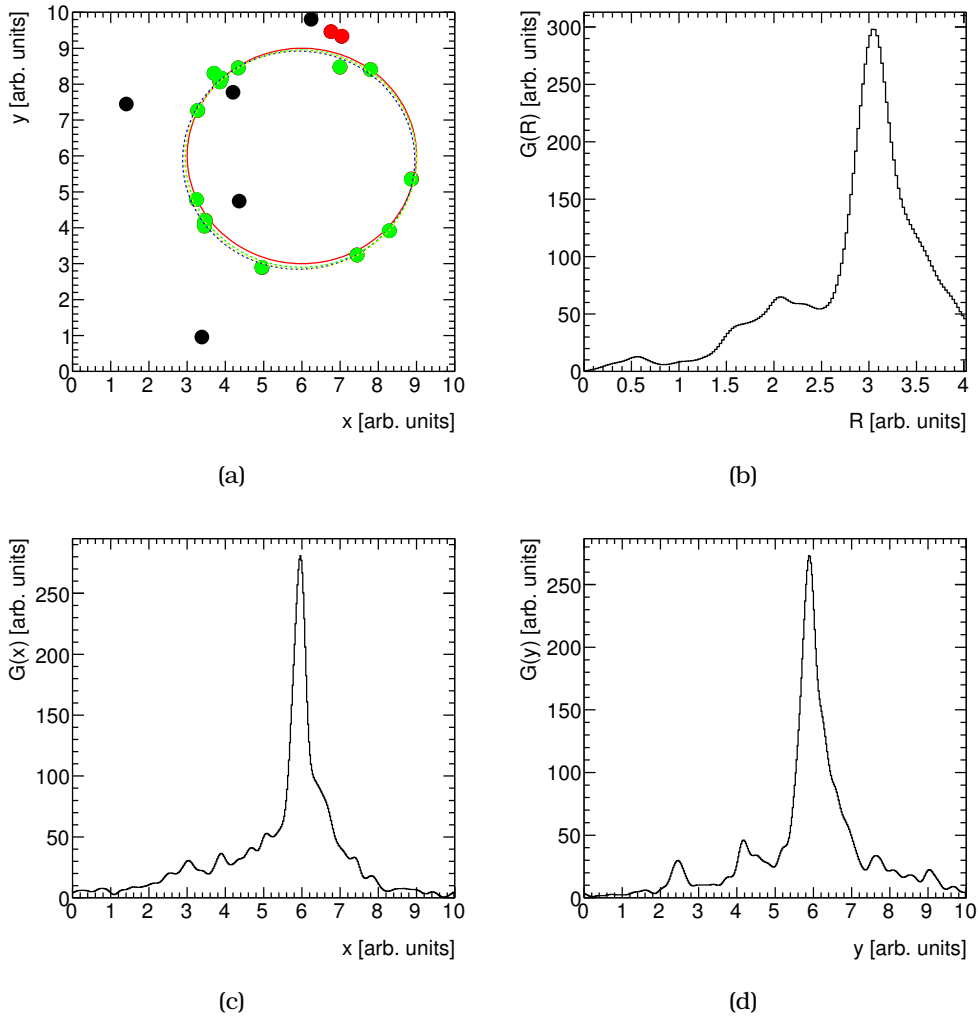 y [arb. units]
10
9
8
7
6
5
4
3
2
1
0
0 1 2 3 4 5 6 7 8 9 10
x [arb. units]
(a)
G(R) [arb. units]
300
250
200
150
100
50
0
0 0.5 1 1.5 2 2.5 3 3.5 4
R [arb. units]
(b)
G(x) [arb. units]
250
200
150
100
50
0
0 1 2 3 4 5 6 7 8 9 10
x [arb. units]
(c)
G(y) [arb. units]
250
200
150
100
50
0
0 1 2 3 4 5 6 7 8 9 10
y [arb. units]
(d)